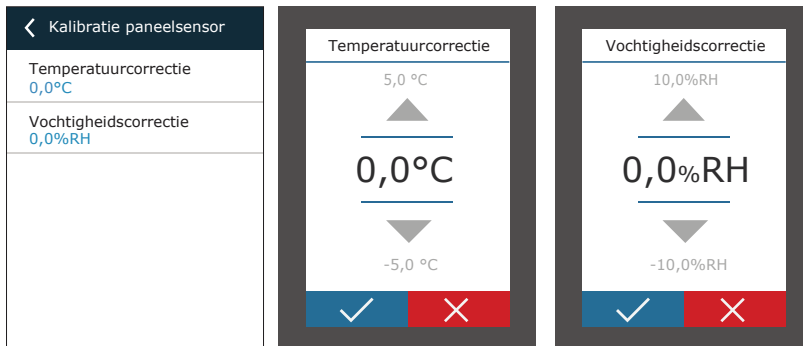 Kalibratie paneelsensor
Temperatuurcorrectie
0,0°C
Vochtigheidscorrectie
0,0%RH
Temperatuurcorrectie
5,0 °C
0,0°C
-5,0 °C
Vochtigheidscorrectie
10,0%RH
0,0%RH
-10,0%RH